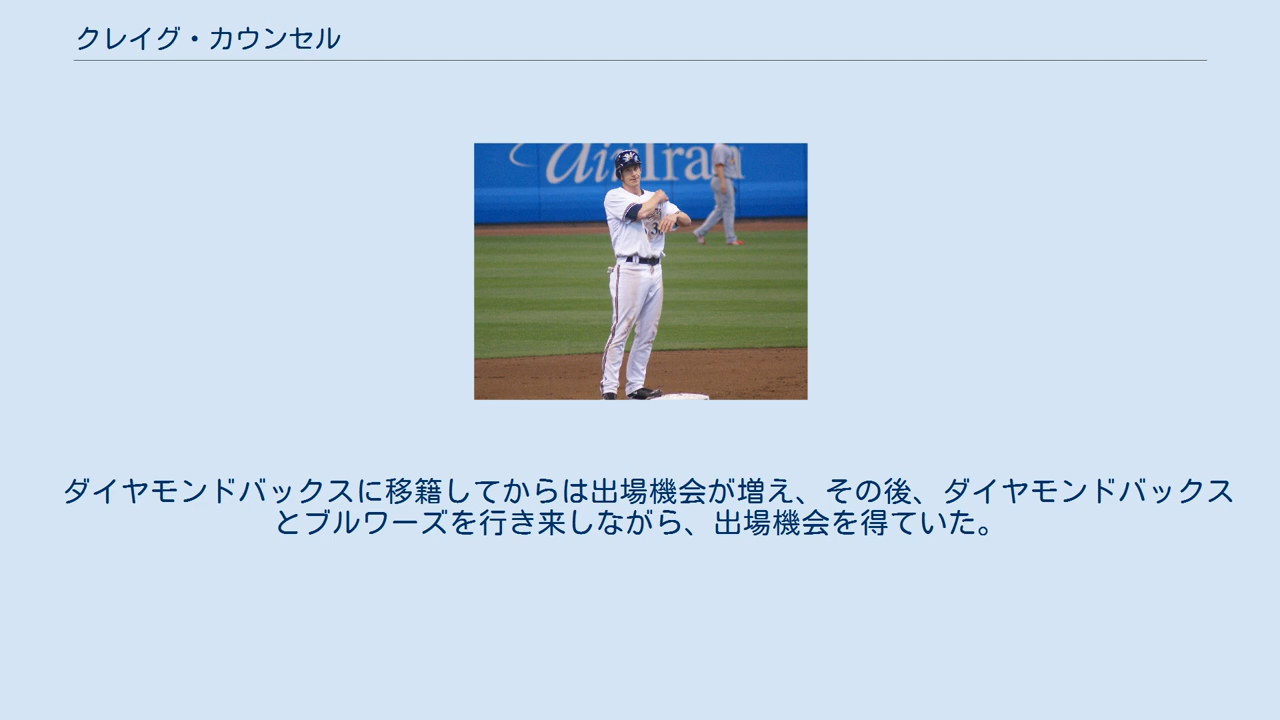 クレイグ・カウンセル
AirTran
ダイヤモンドバックスに移籍してからは出場機会が増え、その後、ダイヤモンドバックス
とブルワーズを行き来しながら、出場機会を得ていた。